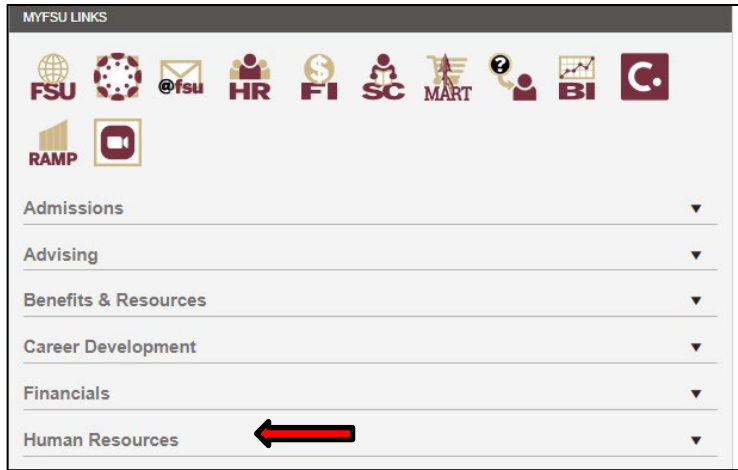 MYFSU LINKS
FSU @fsu HR FI SC MART ? BI C.
RAMP
Admissions
Advising
Benefits & Resources
Career Development
Financials
Human Resources